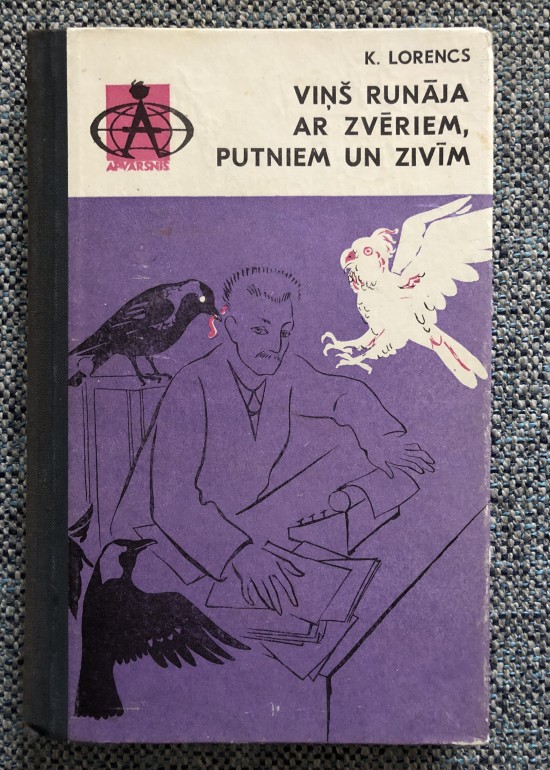 K. LORENCS
VIŅŠ RUNĀJA
AR ZVĒRIEM,
PUTNIEM UN ZIVĪM
A
APVĀRSNIS